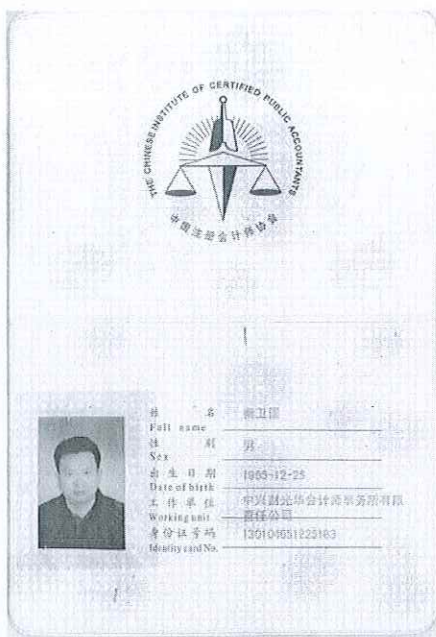 THE CHINESE INSTITUTE OF CERTIFIED PUBLIC ACCOUNTANTS
中国注册会计师协会
姓 名
Full name
性 别 男
Sex
出生日期 1965-12-25
Date of birth
工作单位 中兴财光华会计师事务所有限
Working unit 责任公司
身份证号码 130104651225183
Identity card No.